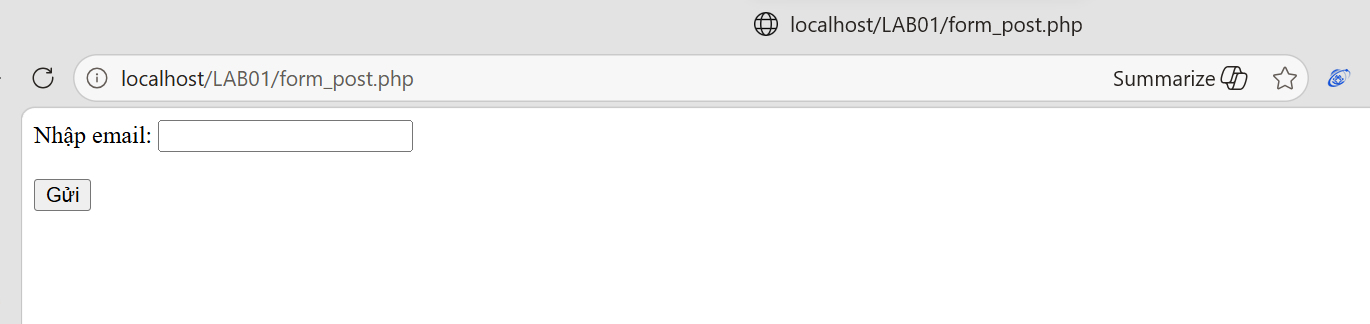 localhost/LAB01/form_post.php
localhost/LAB01/form_post.php Summarize
Nhập email:
Gửi